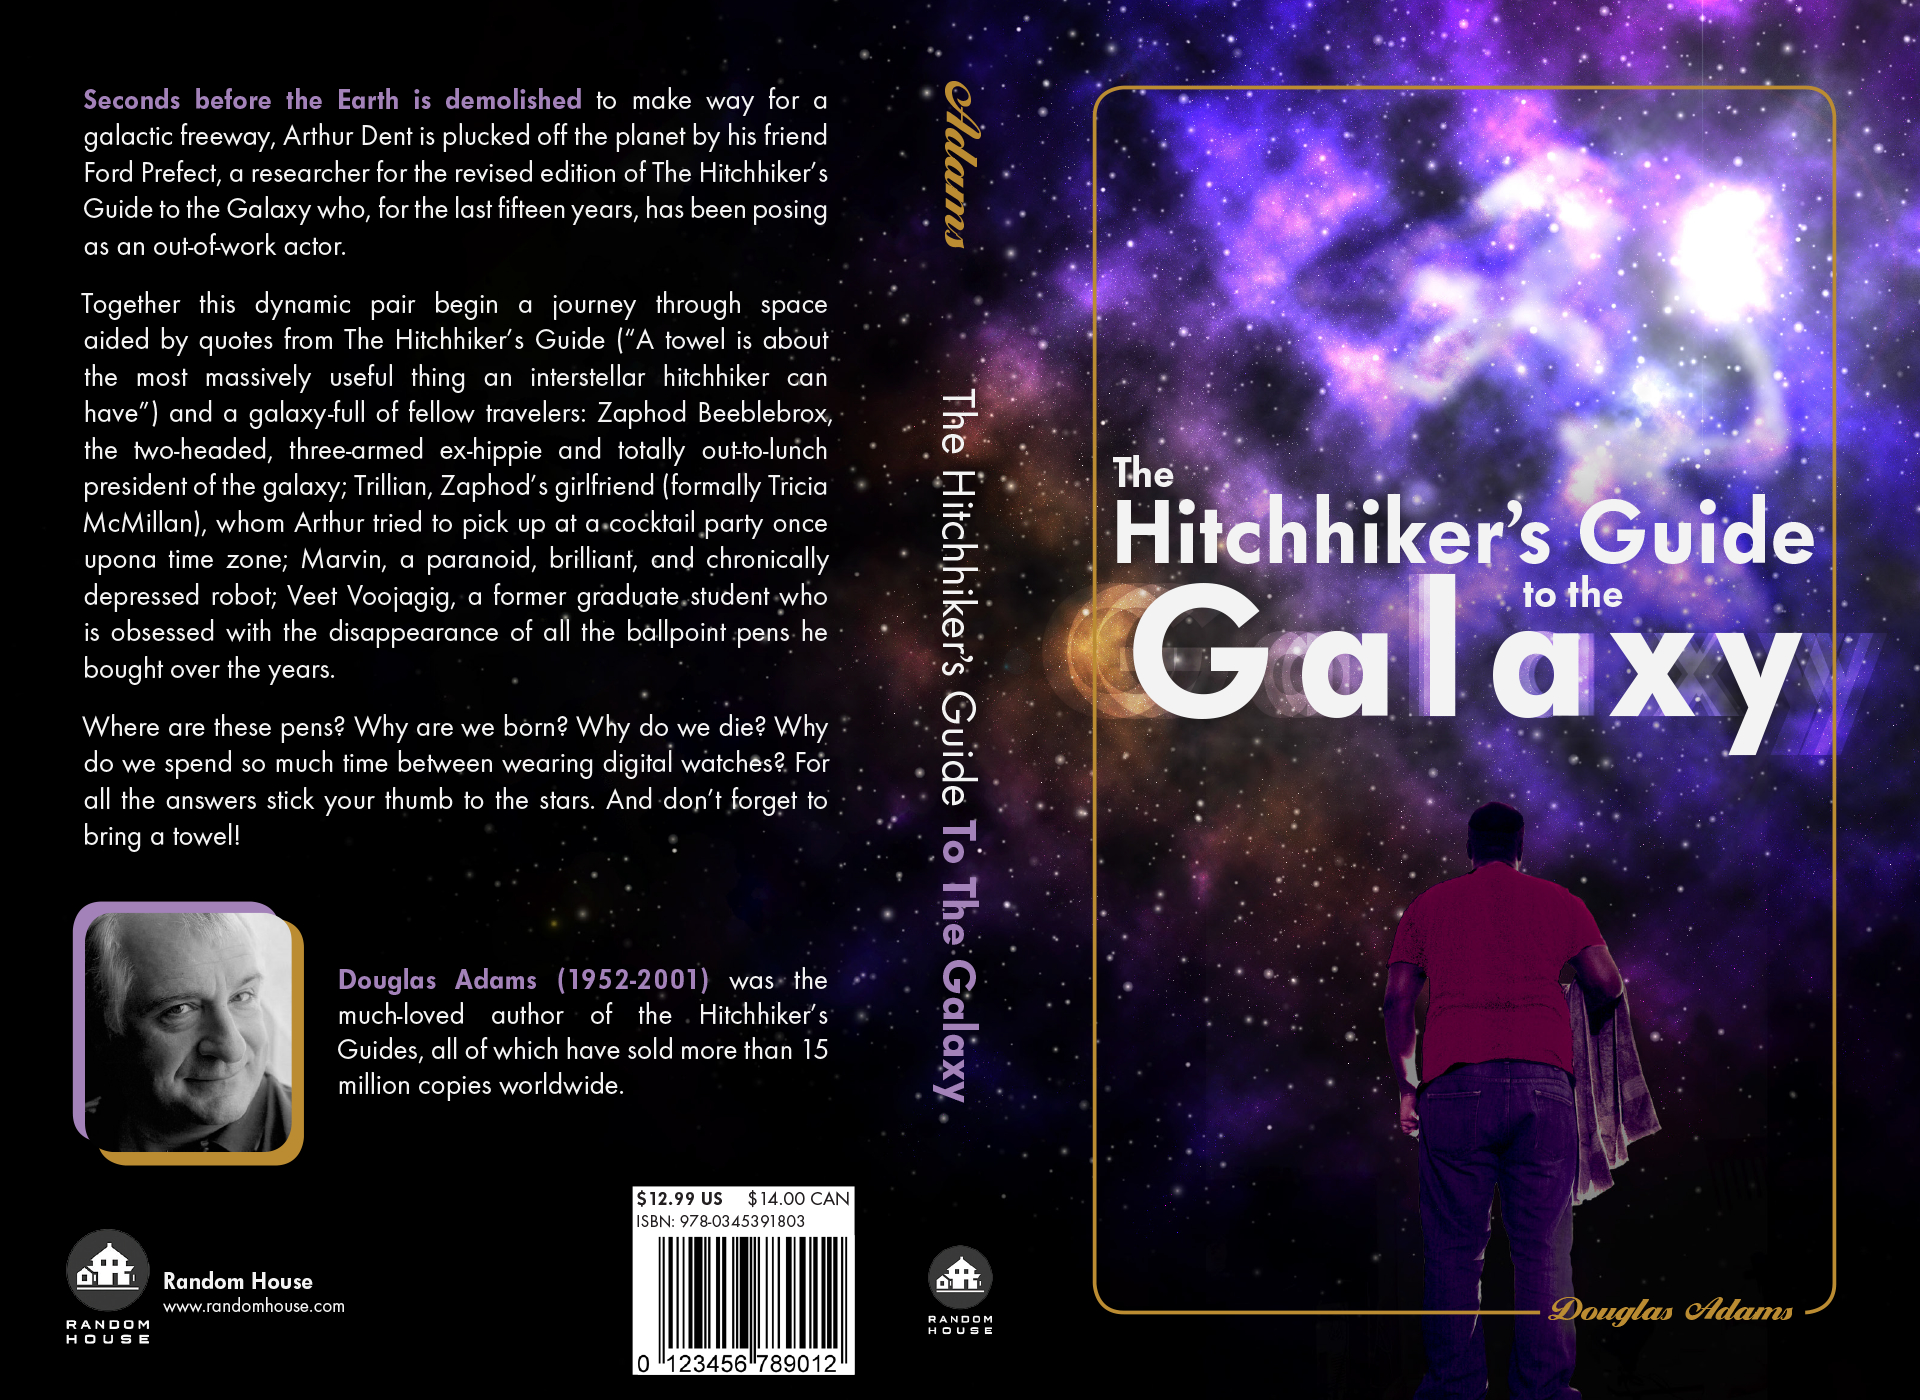 Seconds before the Earth is demolished to make way for a
galactic freeway, Arthur Dent is plucked off the planet by his friend
Ford Prefect, a researcher for the revised edition of The Hitchhiker's
Guide to the Galaxy who, for the last fifteen years, has been posing
as an out-of-work actor.
Together this dynamic pair begin a journey through space
aided by quotes from The Hitchhiker's Guide (“A towel is about
the most massively useful thing an interstellar hitchhiker can
have”) and a galaxy-full of fellow travelers: Zaphod Beeblebrox,
the two-headed, three-armed ex-hippie and totally out-to-lunch
president of the galaxy; Trillian, Zaphod's girlfriend (formally Tricia
McMillan), whom Arthur tried to pick up at a cocktail party once
upona time zone; Marvin, a paranoid, brilliant, and chronically
depressed robot; Veet Voojagig, a former graduate student who
is obsessed with the disappearance of all the ballpoint pens he
bought over the years.
Where are these pens? Why are we born? Why do we die? Why
do we spend so much time between wearing digital watches? For
all the answers stick your thumb to the stars. And don't forget to
bring a towel!
Douglas Adams (1952-2001) was the
much-loved author of the Hitchhiker's
Guides, all of which have sold more than 15
million copies worldwide.
RANDOM
HOUSE
Random House
www.randomhouse.com
$12.99 US $14.00 CAN
ISBN: 978-0345391803
0 123456 789012
Adams
The Hitchhiker's Guide To The Galaxy
RANDOM
HOUSE
The
Hitchhiker's Guide
to the
Galaxy
Douglas Adams